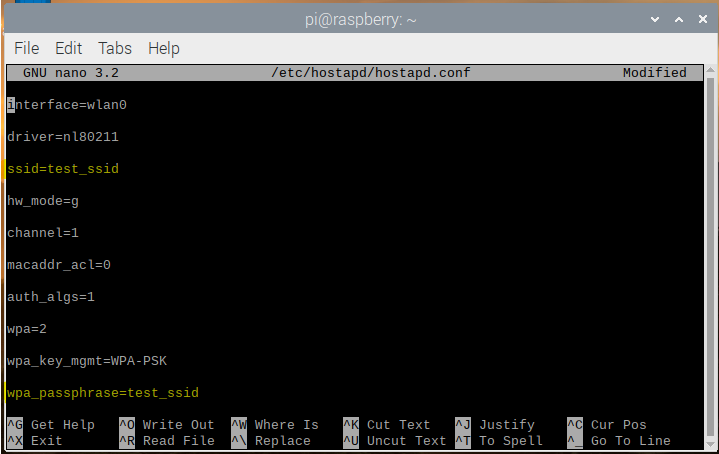 pi@raspberry: ~
File Edit Tabs Help
GNU nano 3.2 /etc/hostapd/hostapd.conf Modified
interface=wlan0
driver=nl80211
ssid=test_ssid
hw_mode=g
channel=1
macaddr_acl=0
auth_algs=1
wpa=2
wpa_key_mgmt=WPA-PSK
wpa_passphrase=test_ssid
^G Get Help ^O Write Out ^W Where Is ^K Cut Text ^J Justify ^C Cur Pos
^X Exit ^R Read File ^\ Replace ^U Uncut Text ^T To Spell ^_ Go To Line